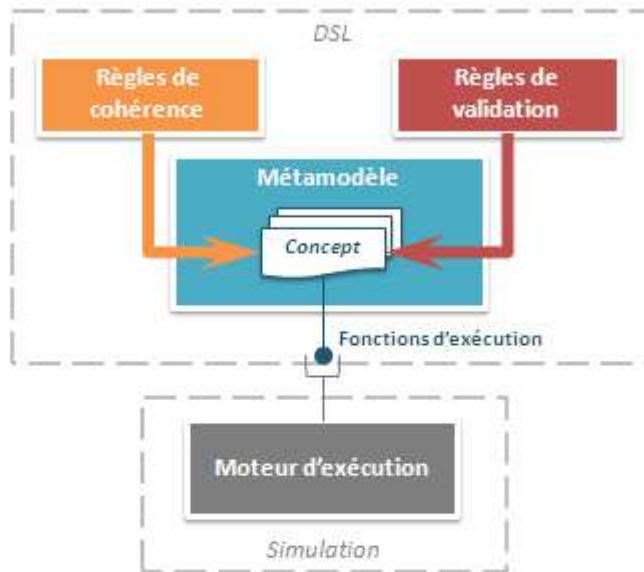 DSL
Règles de
cohérence
Règles de
validation
Métamodèle
Concept
Fonctions d'exécution
Moteur d'exécution
Simulation